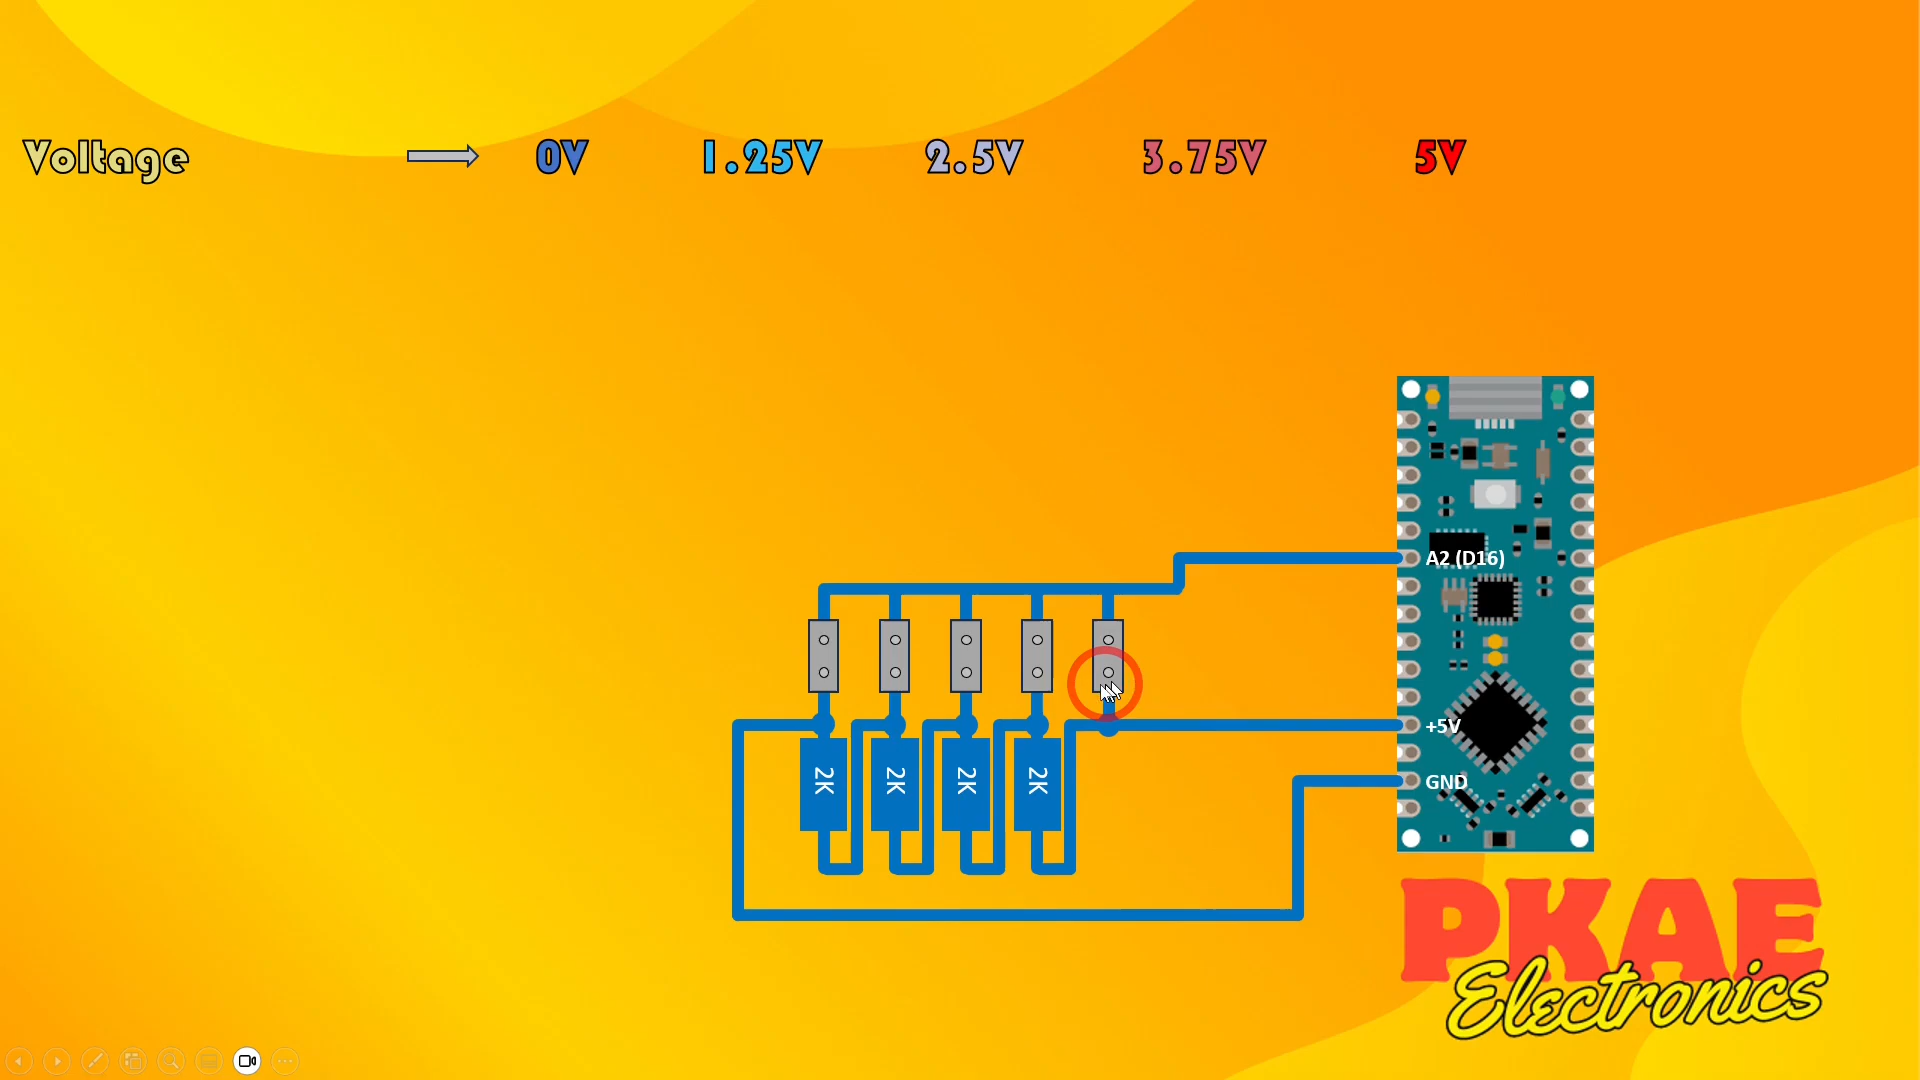 Voltage 0V 1.25V 2.5V 3.75V 5V
A2 (D16)
+5V
GND
2K 2K 2K 2K
PKAE
Electronics